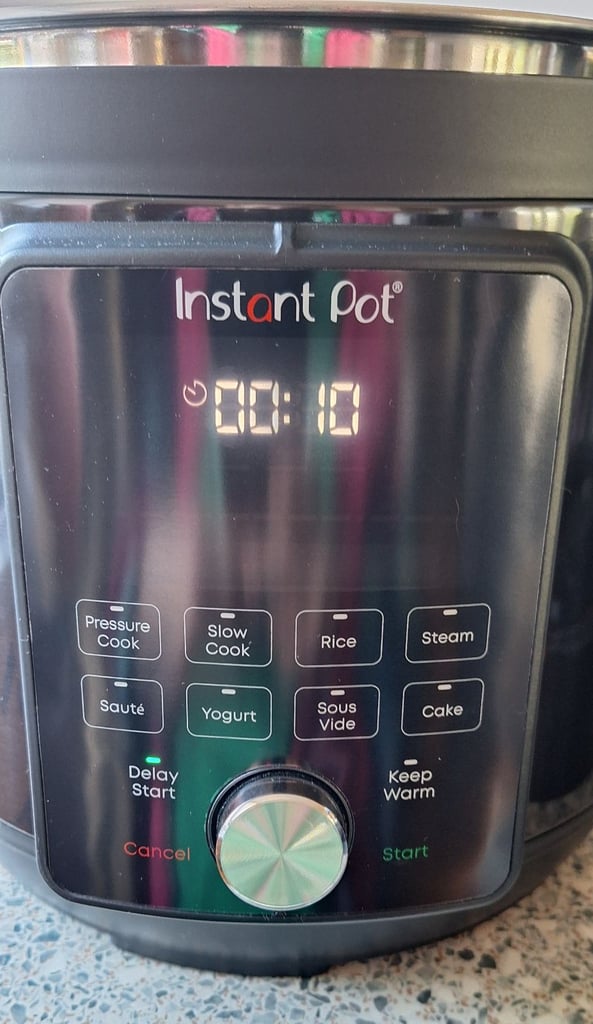 Instant Pot®
00:10
Pressure
Cook
Slow
Cook
Rice
Steam
Sauté
Yogurt
Sous
Vide
Cake
Delay
Start
Keep
Warm
Cancel
Start